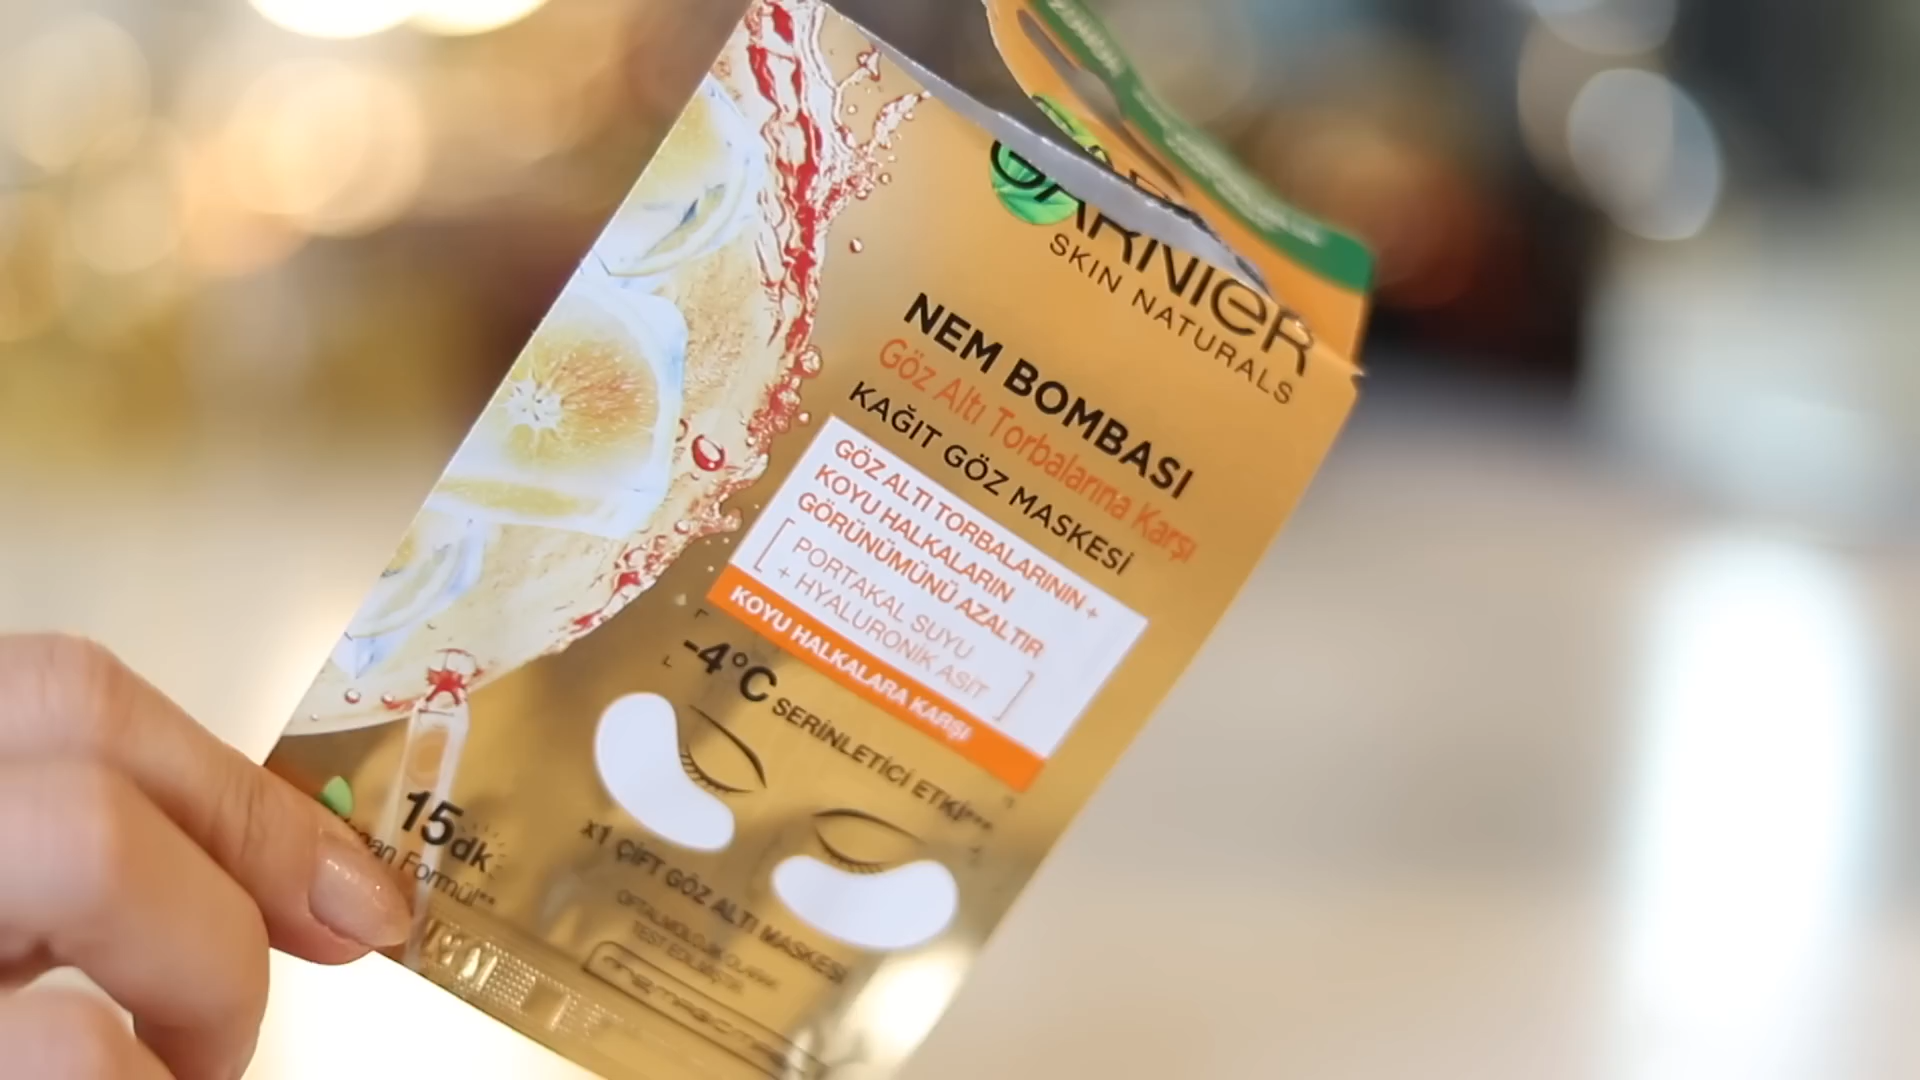 GARNIER
SKIN NATURALS
NEM BOMBASI
Göz Altı Torbalarına Karşı
KAĞIT GÖZ MASKESİ
GÖZ ALTI TORBALARININ +
KOYU HALKALARIN
GÖRÜNÜMÜNÜ AZALTIR
[PORTAKAL SUYU
+ HYALURONİK ASİT]
KOYU HALKALARA KARŞI
-4°C SERİNLETİCİ ETKİ***
15dk
Formül**
x1 ÇİFT GÖZ ALTI MASKESİ
OFTALMOLOJİK OLARAK
TEST EDİLMİŞTİR